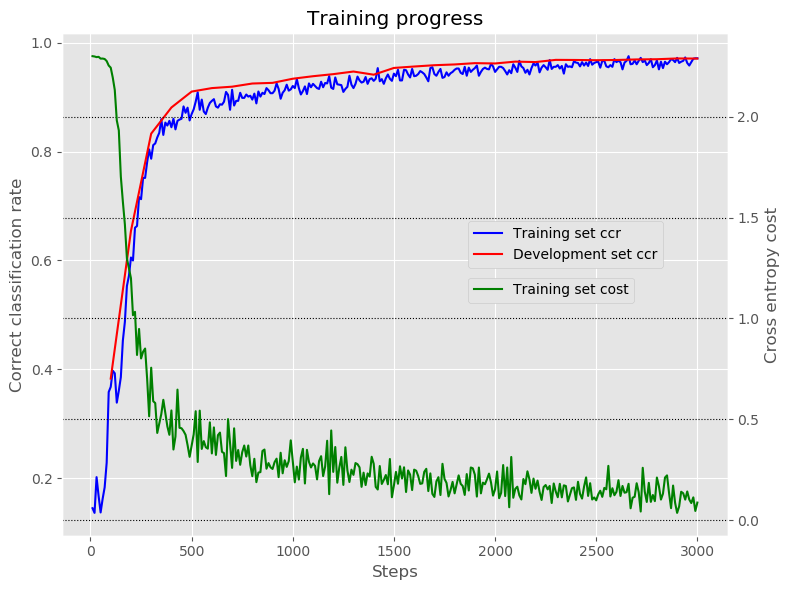 Training progress
1.0
0.8
0.6
0.4
0.2
Correct classification rate
2.0
1.5
1.0
0.5
0.0
Cross entropy cost
Training set ccr
Development set ccr
Training set cost
0
500
1000
1500
2000
2500
3000
Steps